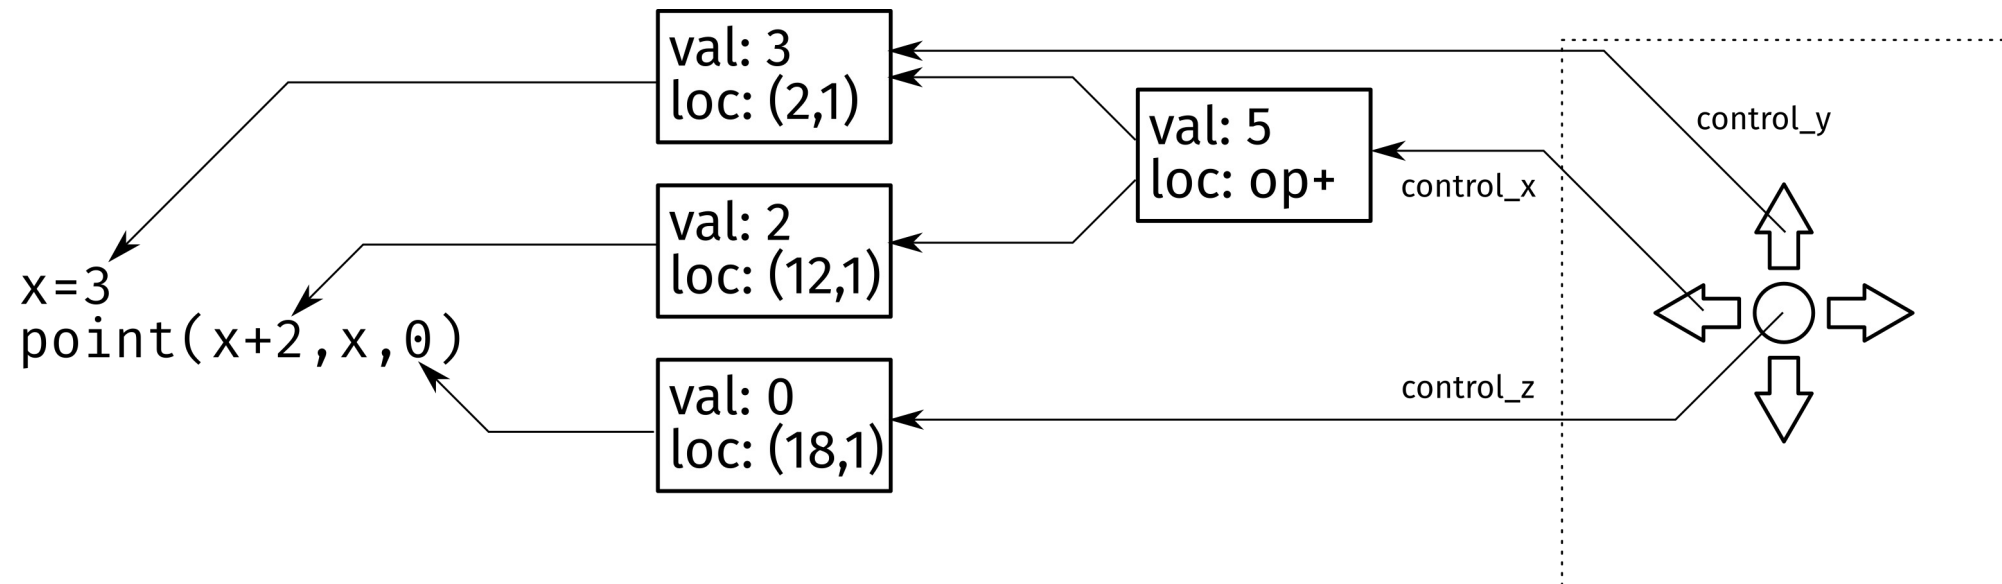 x=3
point(x+2,x,0)
val: 3
loc: (2,1)
val: 2
loc: (12,1)
val: 0
loc: (18,1)
val: 5
loc: op+
control_y
control_x
control_z